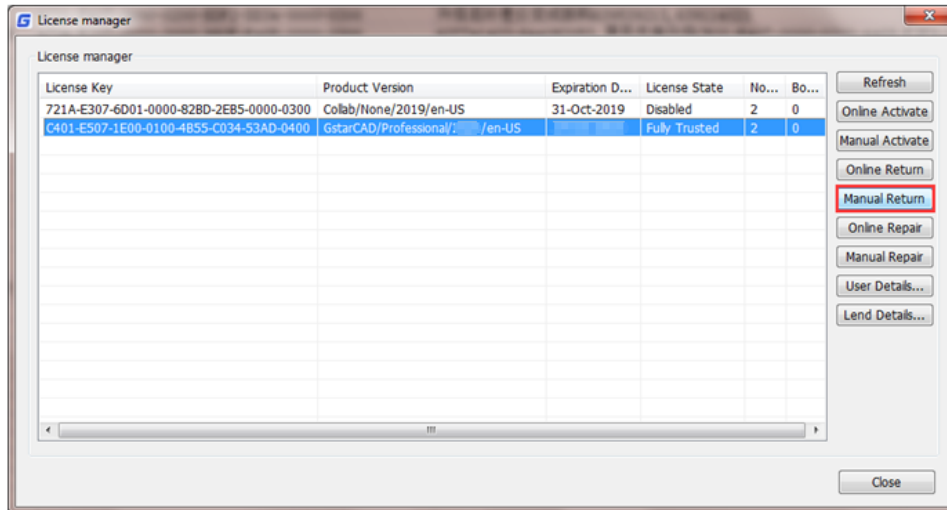 License manager
License manager
License Key Product Version Expiration D... License State No... Bo...
721A-E307-6D01-0000-82BD-2EB5-0000-0300 Collab/None/2019/en-US 31-Oct-2019 Disabled 2 0
C401-E507-1E00-0100-4B55-C034-53AD-0400 GstarCAD/Professional/ /en-US Fully Trusted 2 0
Refresh
Online Activate
Manual Activate
Online Return
Manual Return
Online Repair
Manual Repair
User Details...
Lend Details...
Close